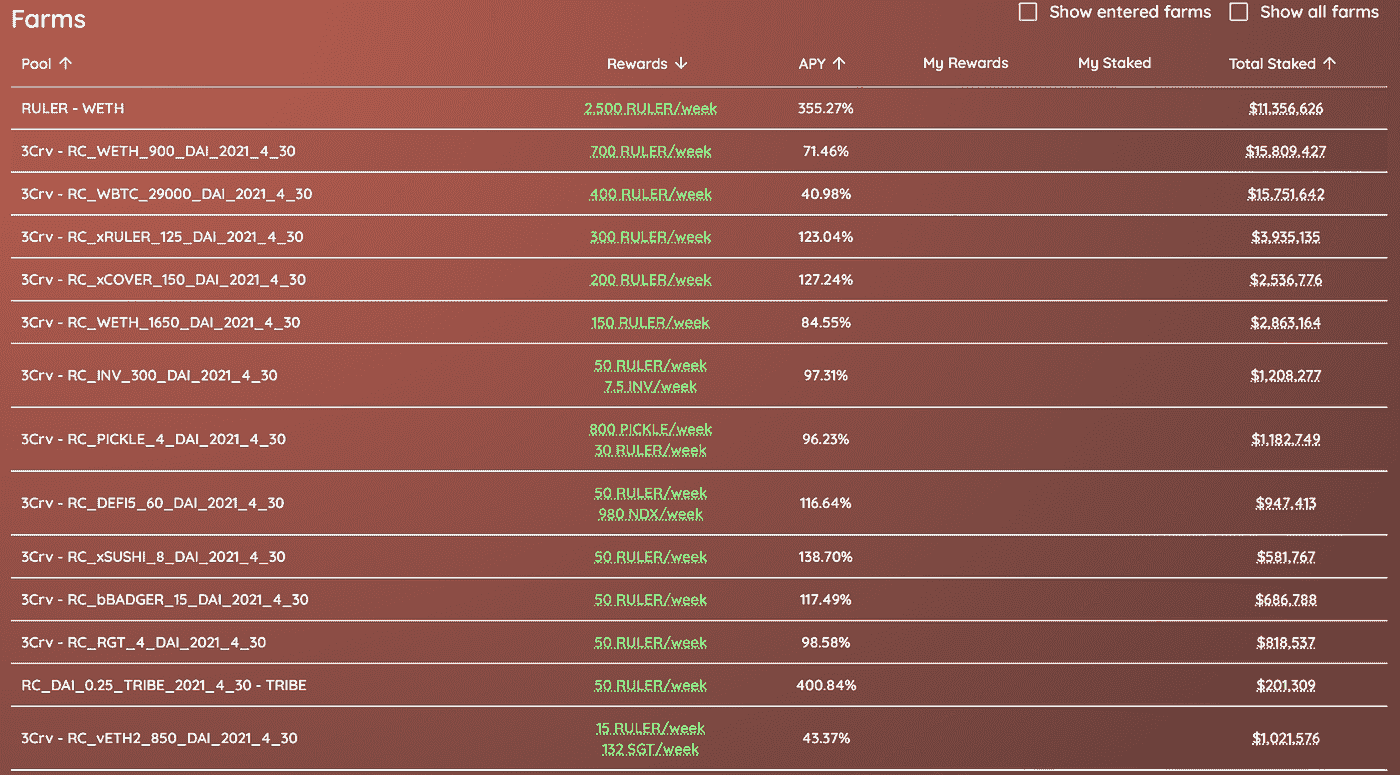 Farms
Show entered farms Show all farms
Pool ↑ Rewards ↓ APY ↑ My Rewards My Staked Total Staked ↑
RULER - WETH 2,500 RULER/week 355.27% $11,356,626
3Crv - RC_WETH_900_DAI_2021_4_30 700 RULER/week 71.46% $15,809,427
3Crv - RC_WBTC_29000_DAI_2021_4_30 400 RULER/week 40.98% $15,751,642
3Crv - RC_xRULER_125_DAI_2021_4_30 300 RULER/week 123.04% $3,935,135
3Crv - RC_xCOVER_150_DAI_2021_4_30 200 RULER/week 127.24% $2,536,776
3Crv - RC_WETH_1650_DAI_2021_4_30 150 RULER/week 84.55% $2,863,164
3Crv - RC_INV_300_DAI_2021_4_30 50 RULER/week 97.31% $1,208,277
7.5 INV/week
3Crv - RC_PICKLE_4_DAI_2021_4_30 800 PICKLE/week 96.23% $1,182,749
30 RULER/week
3Crv - RC_DEFI5_60_DAI_2021_4_30 50 RULER/week 116.64% $947,413
980 NDX/week
3Crv - RC_xSUSHI_8_DAI_2021_4_30 50 RULER/week 138.70% $581,767
3Crv - RC_bBADGER_15_DAI_2021_4_30 50 RULER/week 117.49% $686,788
3Crv - RC_RGT_4_DAI_2021_4_30 50 RULER/week 98.58% $818,537
RC_DAI_0.25_TRIBE_2021_4_30 - TRIBE 50 RULER/week 400.84% $201,309
3Crv - RC_vETH2_850_DAI_2021_4_30 15 RULER/week 43.37% $1,021,576
132 SGT/week